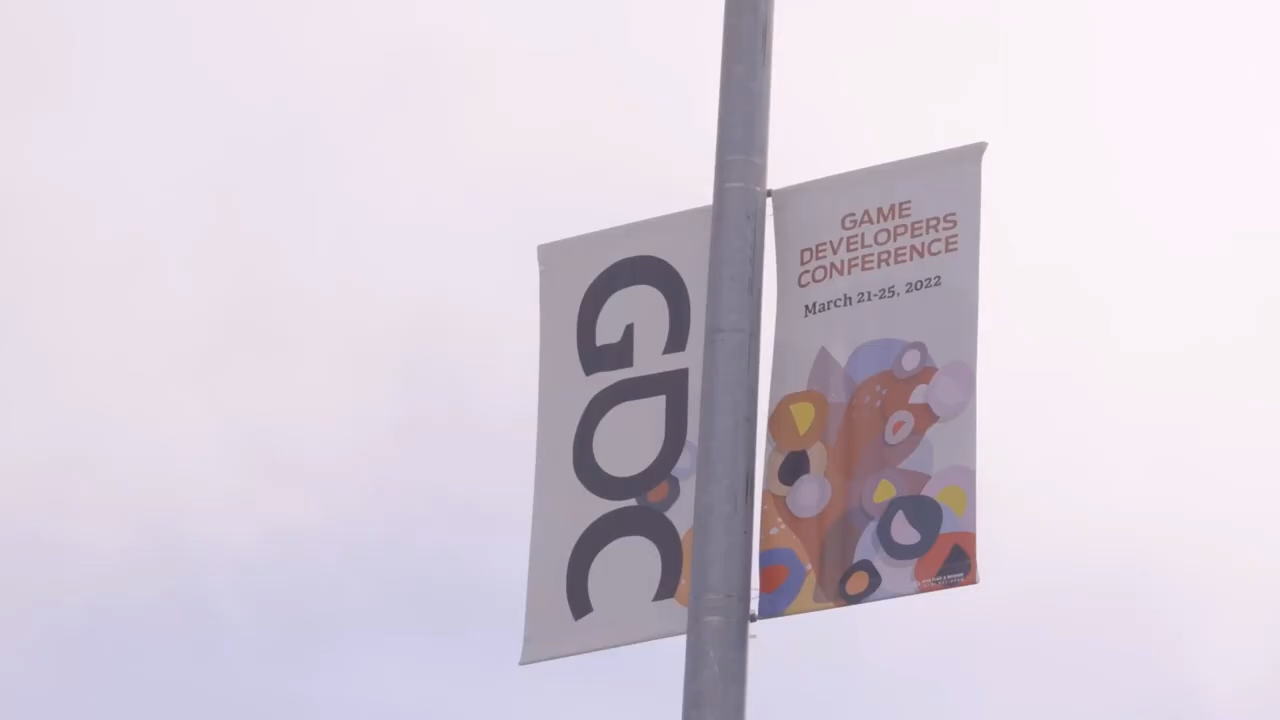 GDC
GAME
DEVELOPERS
CONFERENCE
March 21-25, 2022